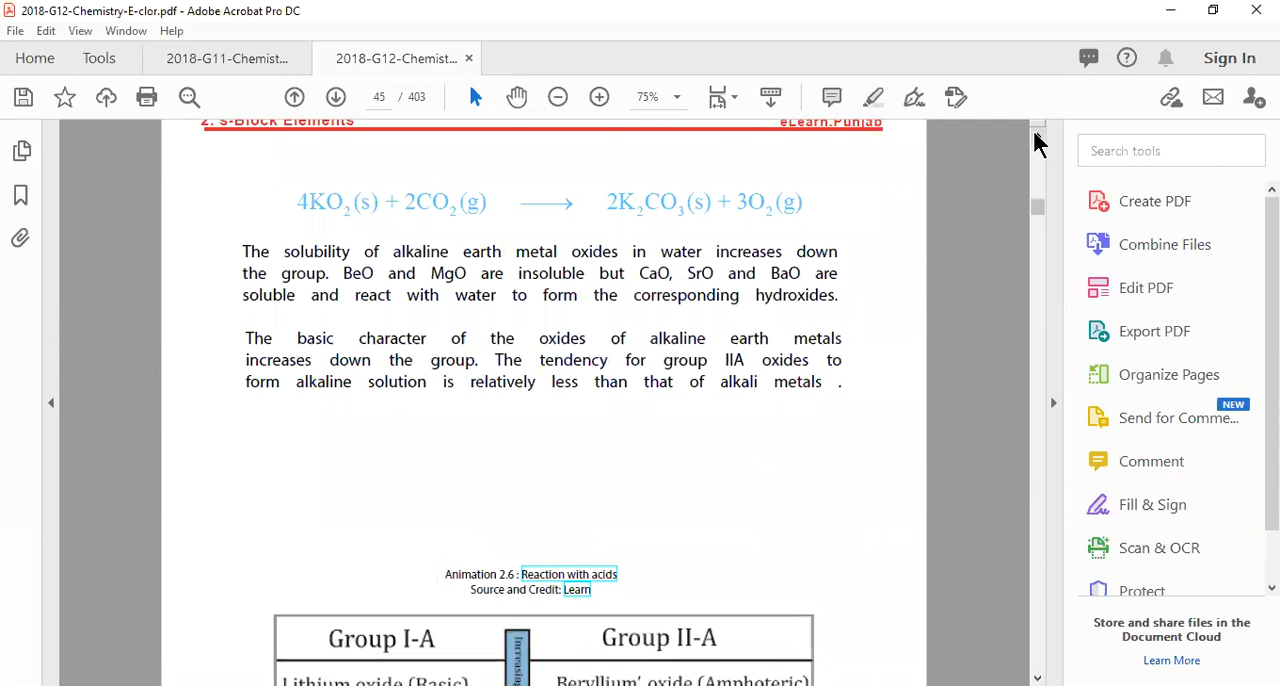 2018-G12-Chemistry-E-clor.pdf - Adobe Acrobat Pro DC
File Edit View Window Help
Home Tools 2018-G11-Chemist... 2018-G12-Chemist... × Sign In
45 / 403 75%
2. s-Block Elements eLearn.Punjab
4KO₂(s) + 2CO₂(g) ⟶ 2K₂CO₃(s) + 3O₂(g)
The solubility of alkaline earth metal oxides in water increases down
the group. BeO and MgO are insoluble but CaO, SrO and BaO are
soluble and react with water to form the corresponding hydroxides.
The basic character of the oxides of alkaline earth metals
increases down the group. The tendency for group IIA oxides to
form alkaline solution is relatively less than that of alkali metals .
Animation 2.6 : Reaction with acids
Source and Credit: Learn
Group I-A Increasing Group II-A
Lithium oxide (Basic) Beryllium' oxide (Amphoteric)
Search tools
Create PDF
Combine Files
Edit PDF
Export PDF
Organize Pages
NEW
Send for Comme...
Comment
Fill & Sign
Scan & OCR
Protect
Store and share files in the
Document Cloud
Learn More